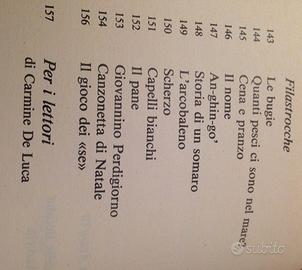 Filastrocche
143 Le bugie
144 Quanti pesci ci sono nel mare?
145 Cena e pranzo
146 Il nome
147 An-ghin-go'
148 Storia di un somaro
149 L'arcobaleno
150 Scherzo
151 Capelli bianchi
152 Il pane
153 Giovannino Perdigiorno
154 Canzonetta di Natale
156 Il gioco dei «se»
157 Per i lettori
di Carmine De Luca
subito